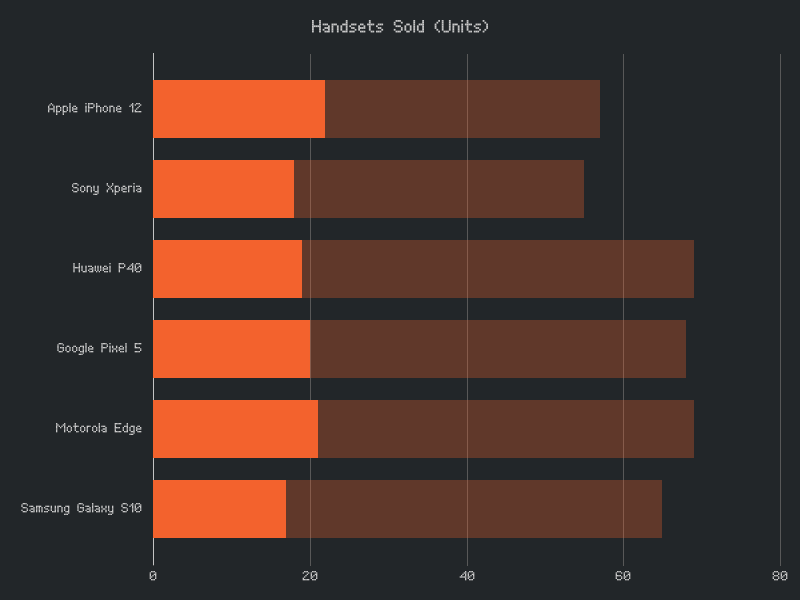 Handsets Sold (Units)
Apple iPhone 12
Sony Xperia
Huawei P40
Google Pixel 5
Motorola Edge
Samsung Galaxy S10
0 20 40 60 80